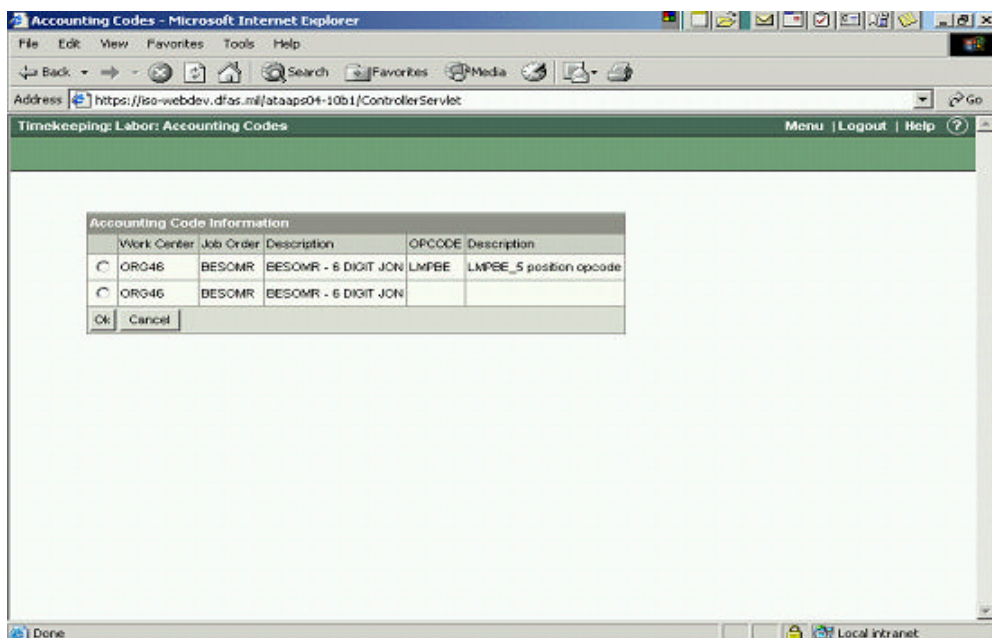 Accounting Codes - Microsoft Internet Explorer
File Edit View Favorites Tools Help
Back Search Favorites Media
Address https://iso-webdev.dfas.mil/ataaps04-10b1/ControllerServlet Go
Timekeeping: Labor: Accounting Codes Menu | Logout | Help ?
Accounting Code Information
Work Center Job Order Description OPCODE Description
ORG46 BESOMR BESOMR - 6 DIGIT JON LMPBE LMPBE_5 position opcode
ORG46 BESOMR BESOMR - 6 DIGIT JON
Ok Cancel
Done Local intranet